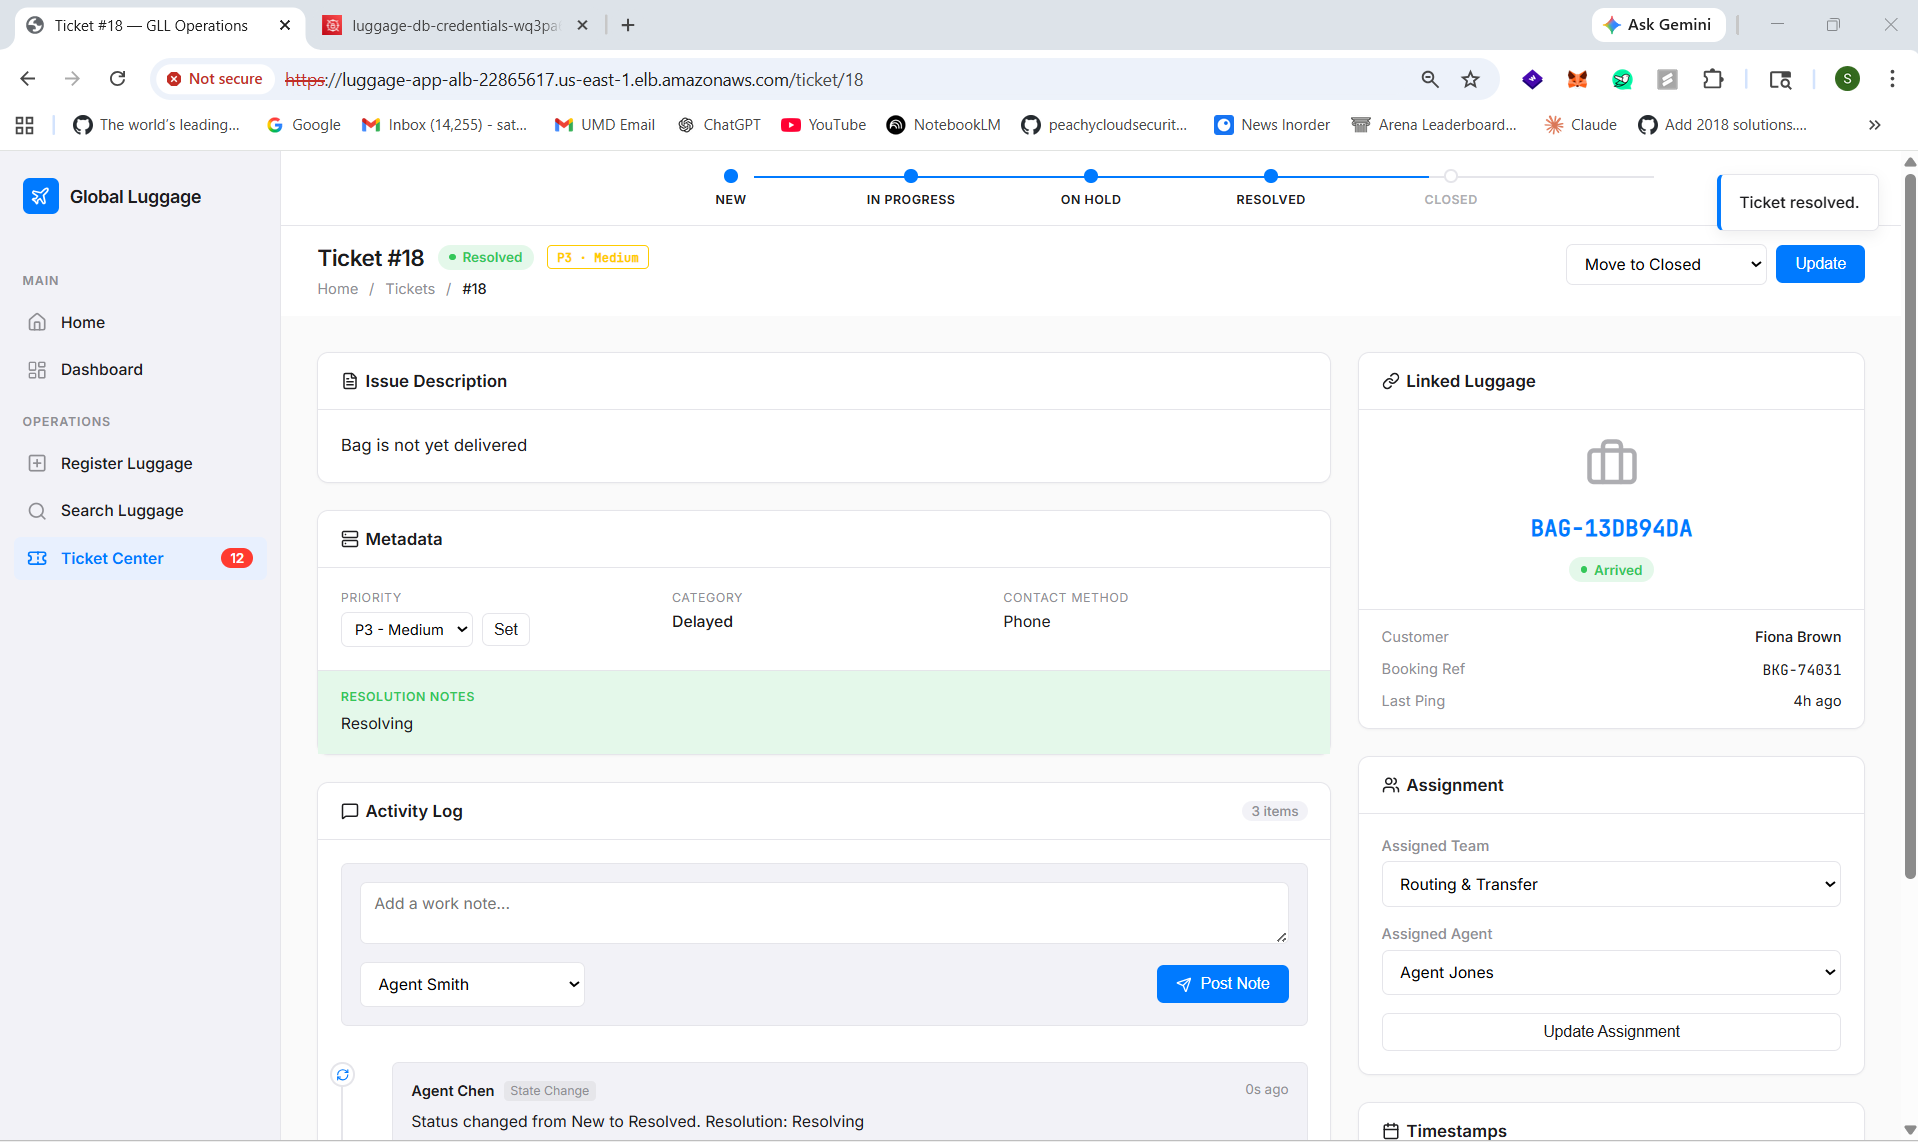 Ticket #18 — GLL Operations
luggage-db-credentials-wq3pa
Ask Gemini
Not secure
https://luggage-app-alb-22865617.us-east-1.elb.amazonaws.com/ticket/18
S
The world's leading...
Google
Inbox (14,255) - sat...
UMD Email
ChatGPT
YouTube
NotebookLM
peachycloudsecurit...
News Inorder
Arena Leaderboard...
Claude
Add 2018 solutions....
Global Luggage
MAIN
Home
Dashboard
OPERATIONS
Register Luggage
Search Luggage
Ticket Center
12
NEW
IN PROGRESS
ON HOLD
RESOLVED
CLOSED
Ticket resolved.
Ticket #18
Resolved
P3 · Medium
Home / Tickets / #18
Move to Closed
Update
Issue Description
Bag is not yet delivered
Metadata
PRIORITY
P3 - Medium
Set
CATEGORY
Delayed
CONTACT METHOD
Phone
RESOLUTION NOTES
Resolving
Activity Log
3 items
Add a work note...
Agent Smith
Post Note
Agent Chen
State Change
0s ago
Status changed from New to Resolved. Resolution: Resolving
Linked Luggage
BAG-13DB94DA
Arrived
Customer
Fiona Brown
Booking Ref
BKG-74031
Last Ping
4h ago
Assignment
Assigned Team
Routing & Transfer
Assigned Agent
Agent Jones
Update Assignment
Timestamps